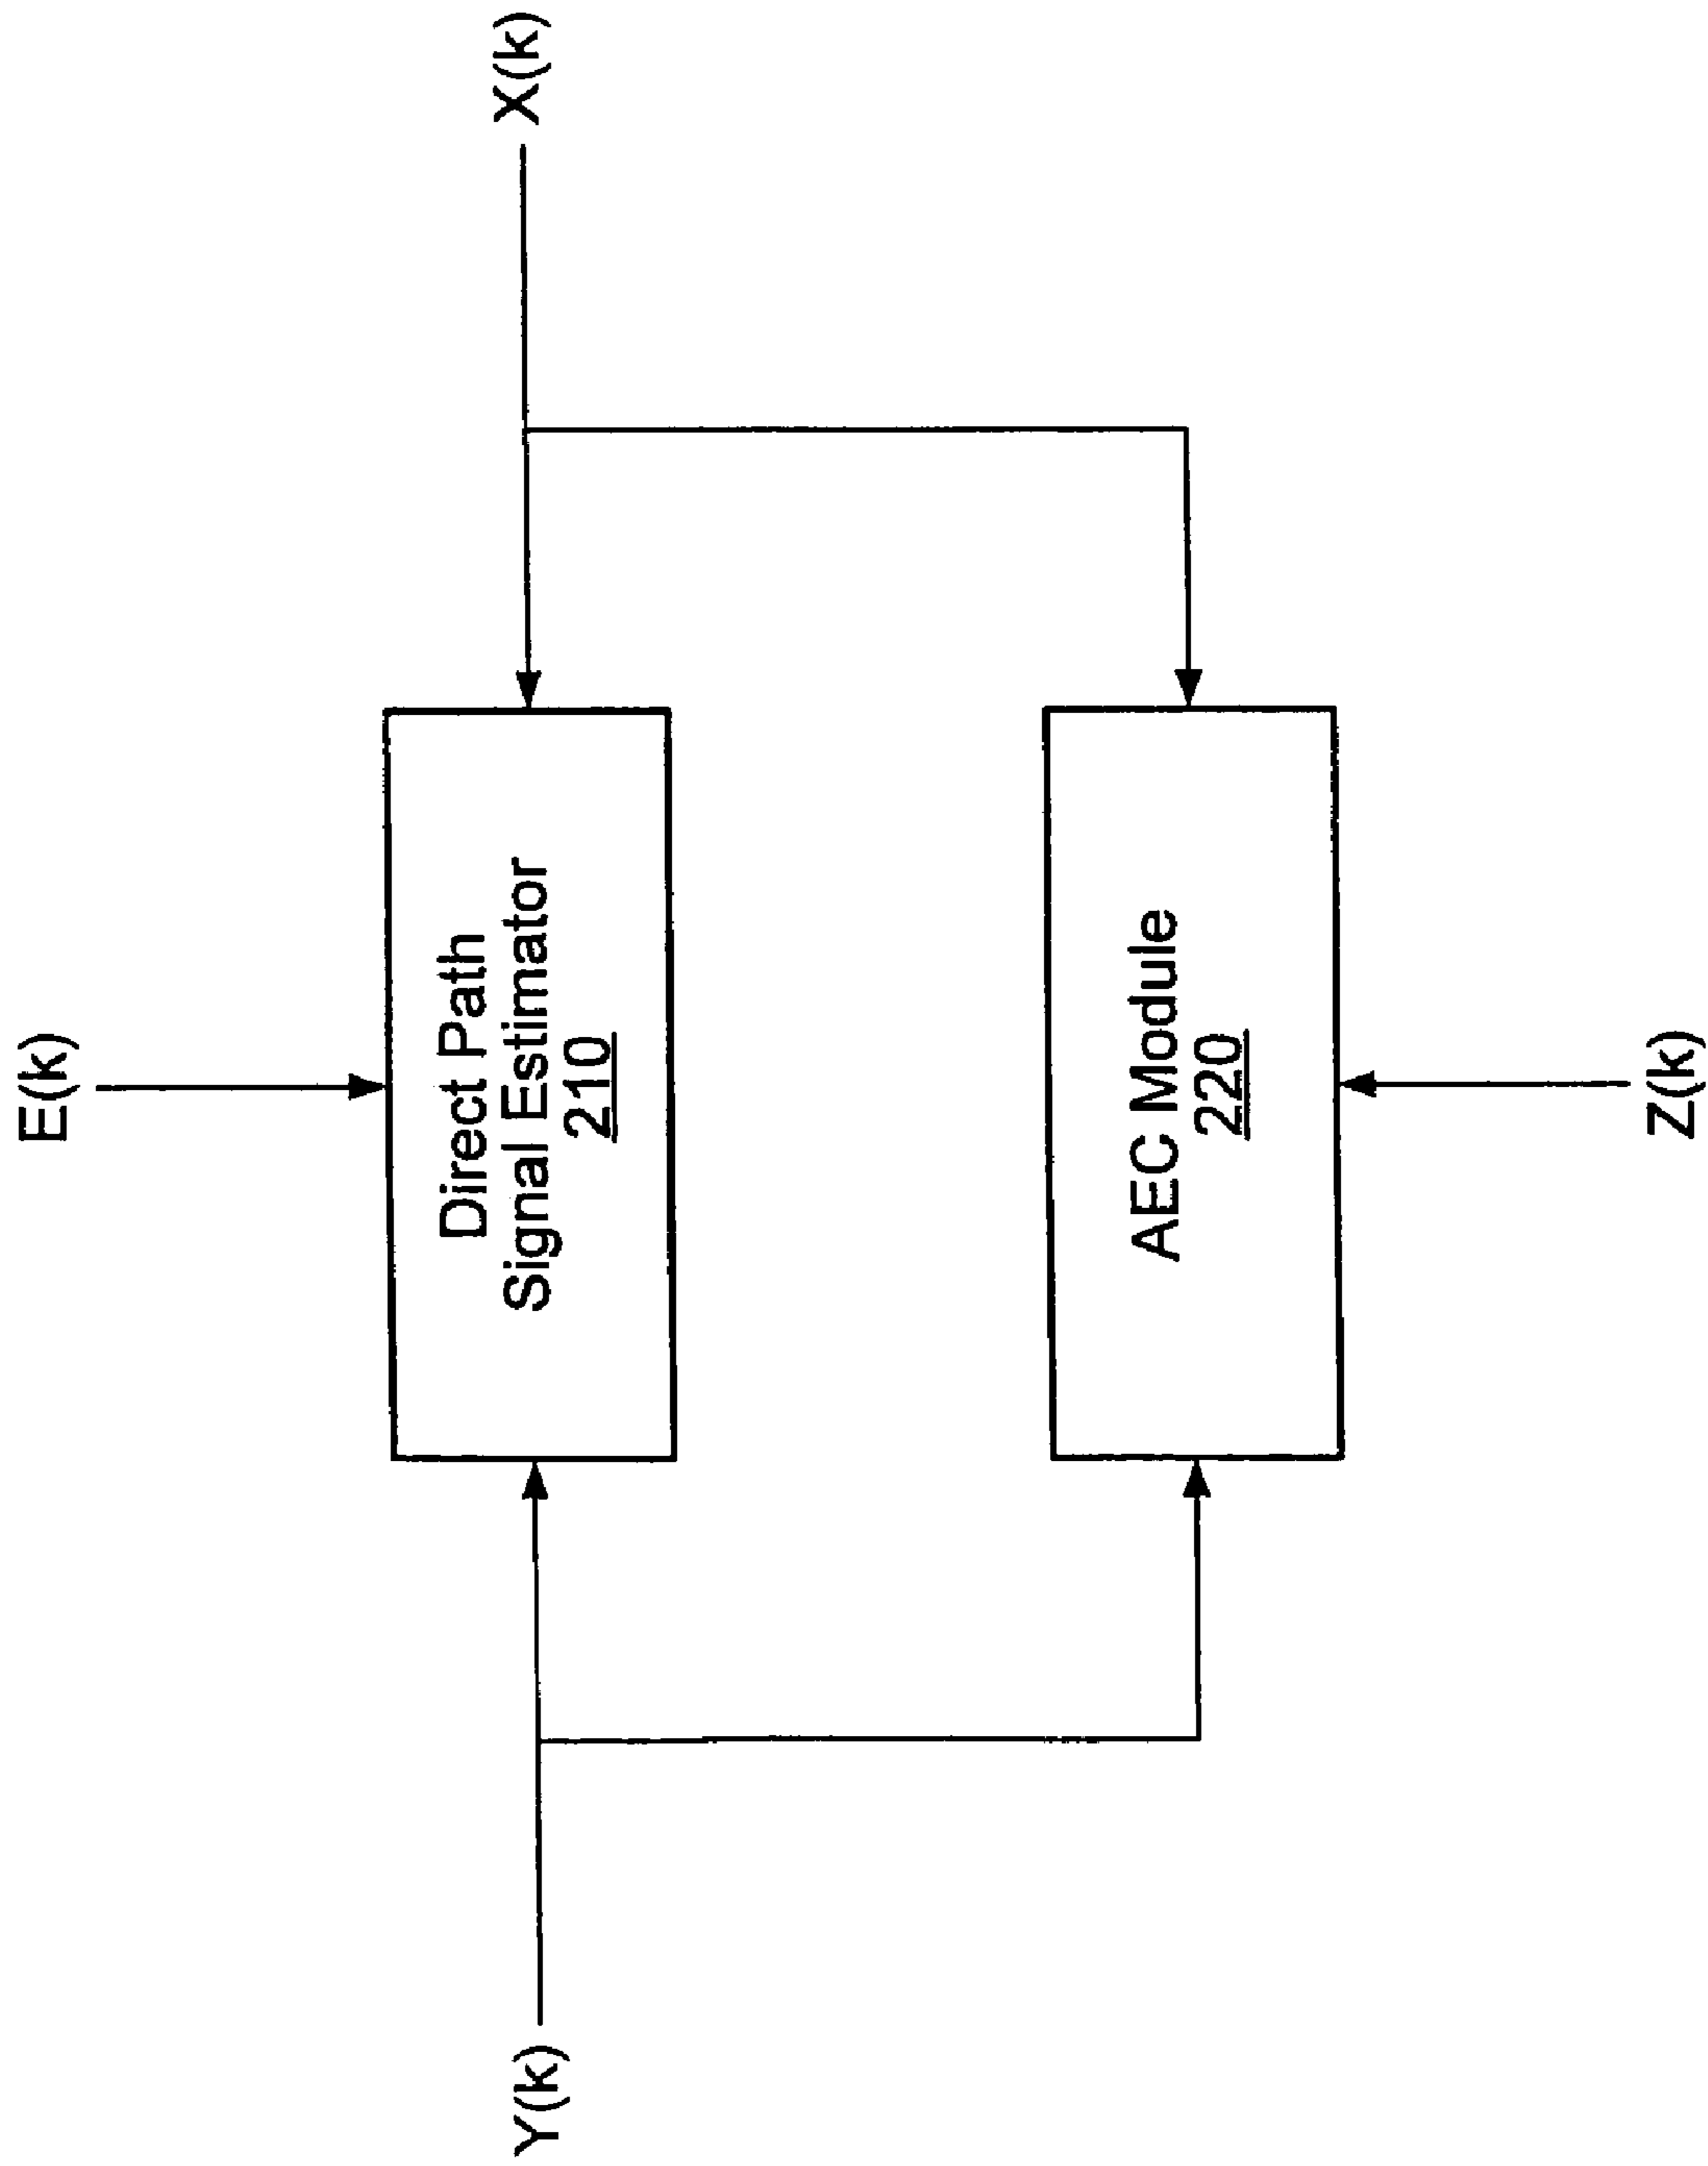 X(k)
E(k)
Direct Path
Signal Estimator
210
AEC Module
220
Z(k)
Y(k)